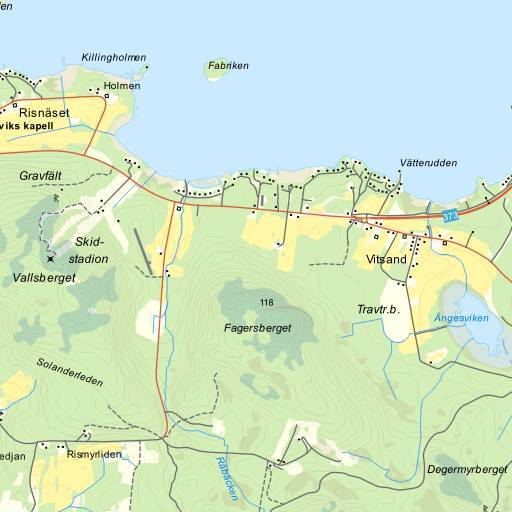 len
Killingholmen
Fabriken
Holmen
Risnäset
viks kapell
Vätterudden
Gravfält
373
Skid-
stadion
Vitsand
Vallsberget
118
Travtr.b.
Ängesviken
Fagersberget
Solanderleden
edjan
Rismyrliden
Råbäcken
Degermyrberget